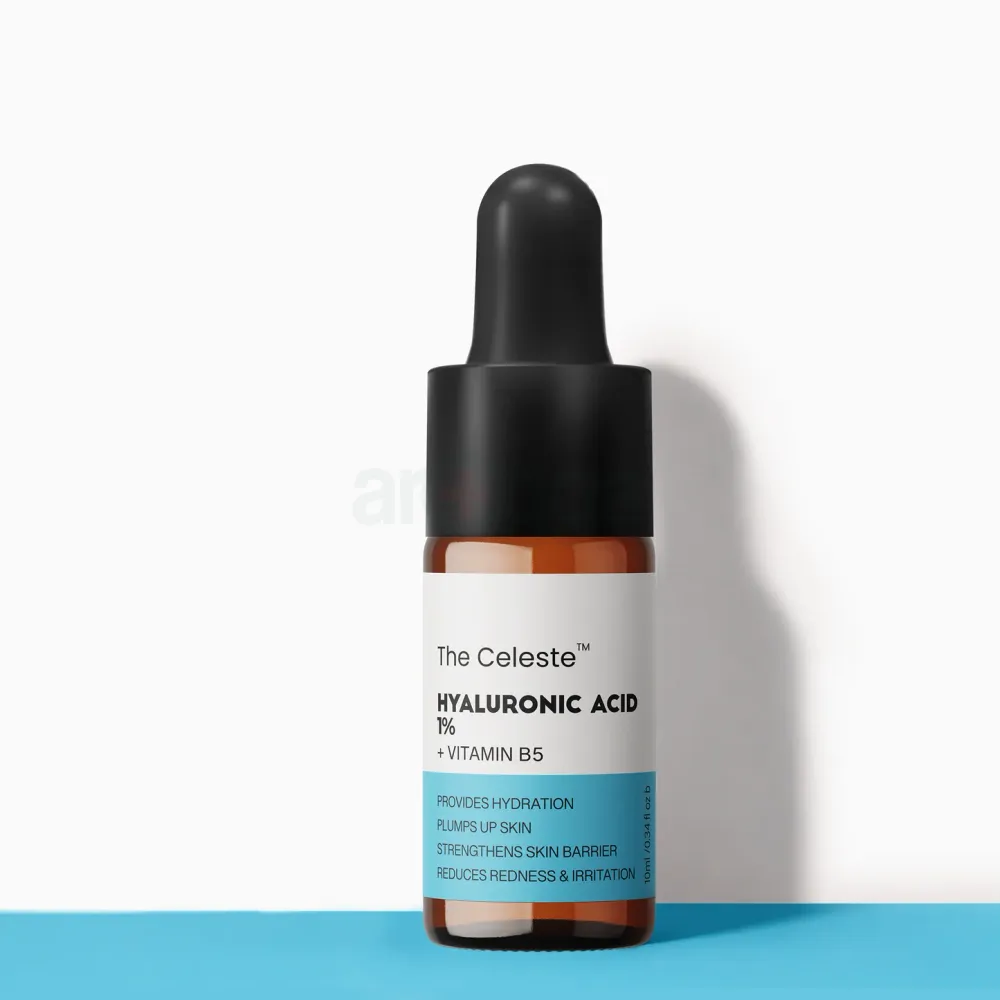 The Celeste™
HYALURONIC ACID
1%
+ VITAMIN B5
PROVIDES HYDRATION
PLUMPS UP SKIN
STRENGTHENS SKIN BARRIER
REDUCES REDNESS & IRRITATION
10ml /0.34 fl oz b